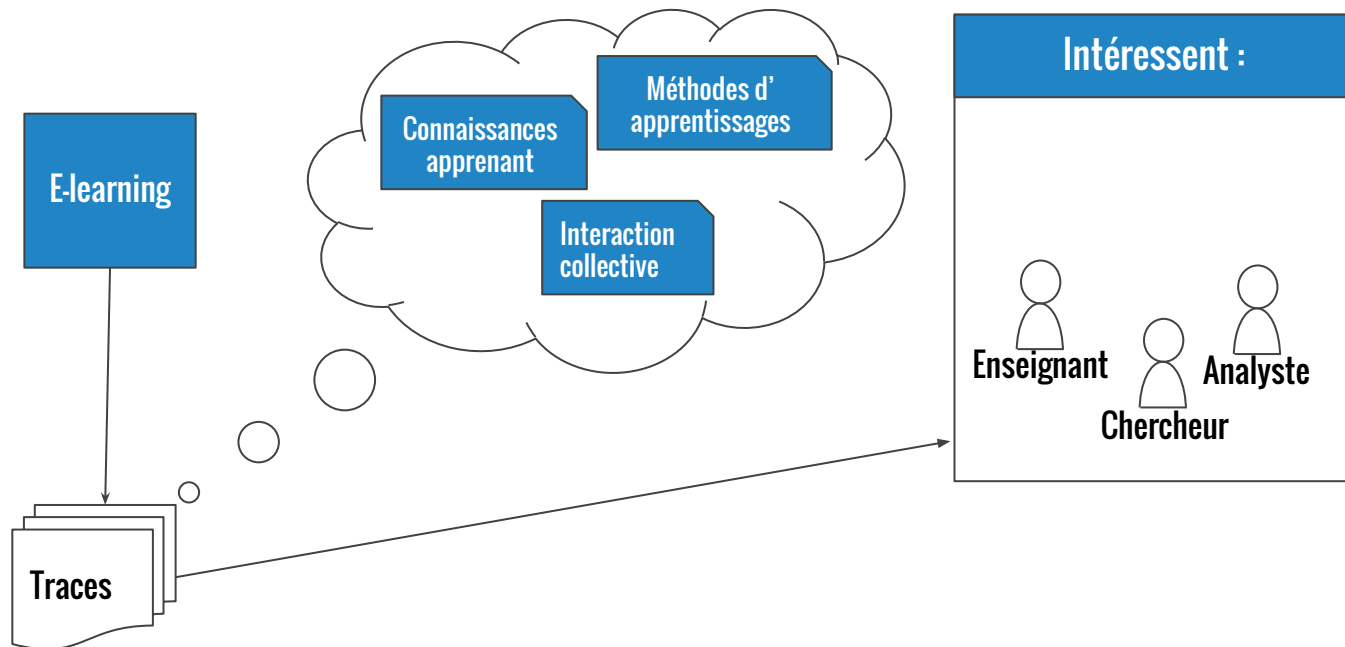 E-learning
Connaissances
apprenant
Méthodes d'
apprentissages
Interaction
collective
Traces
Intéressent :
Enseignant
Analyste
Chercheur